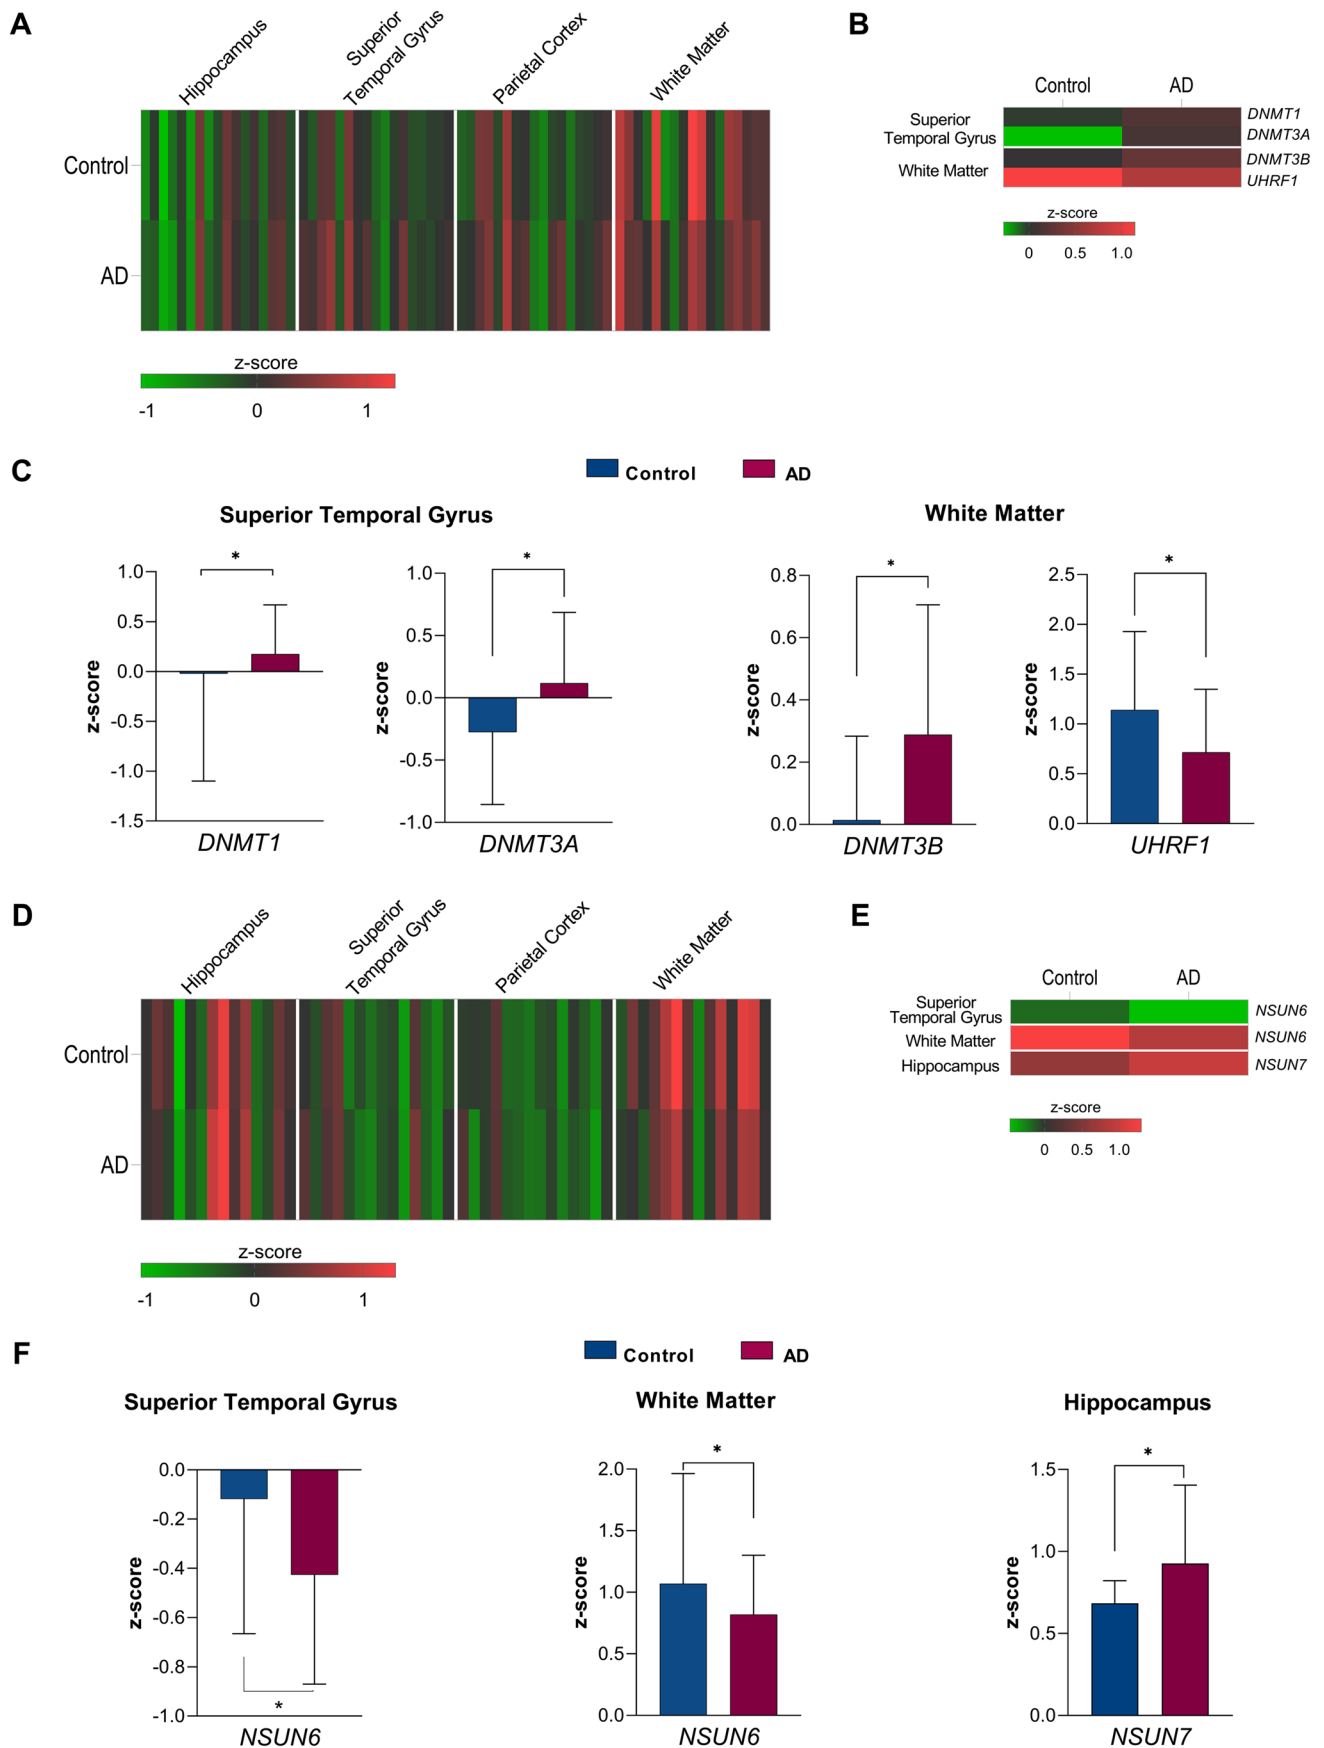 A
B
Hippocampus
Superior
Temporal Gyrus
Parietal Cortex
White Matter
Control
AD
z-score
-1 0 1
Control AD
Superior
Temporal Gyrus
White Matter
DNMT1
DNMT3A
DNMT3B
UHRF1
z-score
0 0.5 1.0
C
Control AD
Superior Temporal Gyrus
White Matter
*
z-score
1.0
0.5
0.0
-0.5
-1.0
-1.5
DNMT1
*
z-score
1.0
0.5
0.0
-0.5
-1.0
DNMT3A
*
z-score
0.8
0.6
0.4
0.2
0.0
DNMT3B
*
z-score
2.5
2.0
1.5
1.0
0.5
0.0
UHRF1
D
E
Hippocampus
Superior
Temporal Gyrus
Parietal Cortex
White Matter
Control
AD
z-score
-1 0 1
Control AD
Superior
Temporal Gyrus
White Matter
Hippocampus
NSUN6
NSUN6
NSUN7
z-score
0 0.5 1.0
F
Control AD
Superior Temporal Gyrus
z-score
0.0
-0.2
-0.4
-0.6
-0.8
-1.0
*
NSUN6
White Matter
*
z-score
2.0
1.5
1.0
0.5
0.0
NSUN6
Hippocampus
*
z-score
1.5
1.0
0.5
0.0
NSUN7